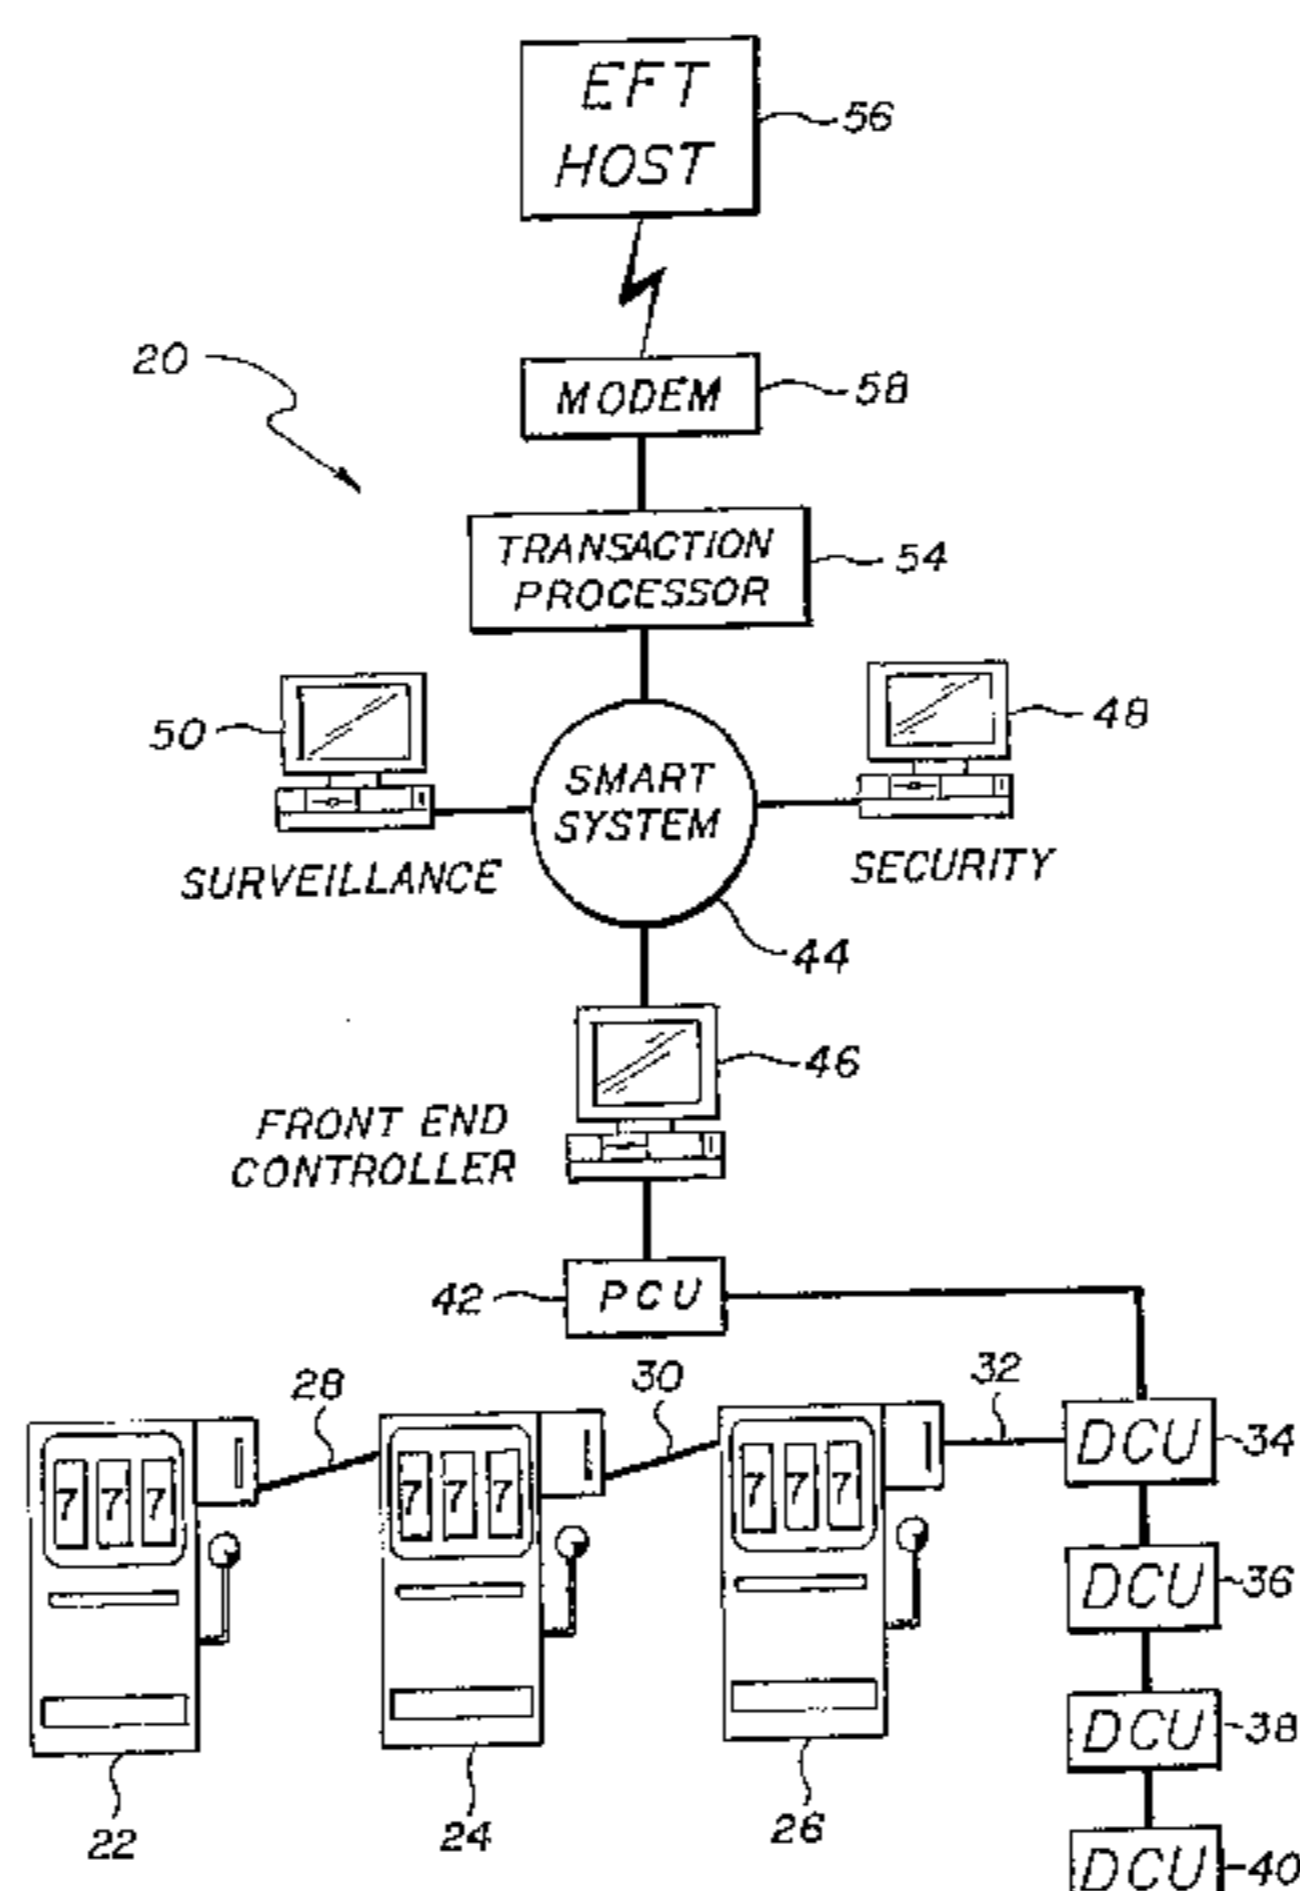 EFT
HOST
56
20
MODEM
58
TRANSACTION
PROCESSOR
54
50
48
SMART
SYSTEM
SURVEILLANCE
SECURITY
44
46
FRONT END
CONTROLLER
42
PCU
28
30
32
DCU
34
7 7 7
7 7 7
7 7 7
DCU
36
DCU
38
22
24
26
DCU
40